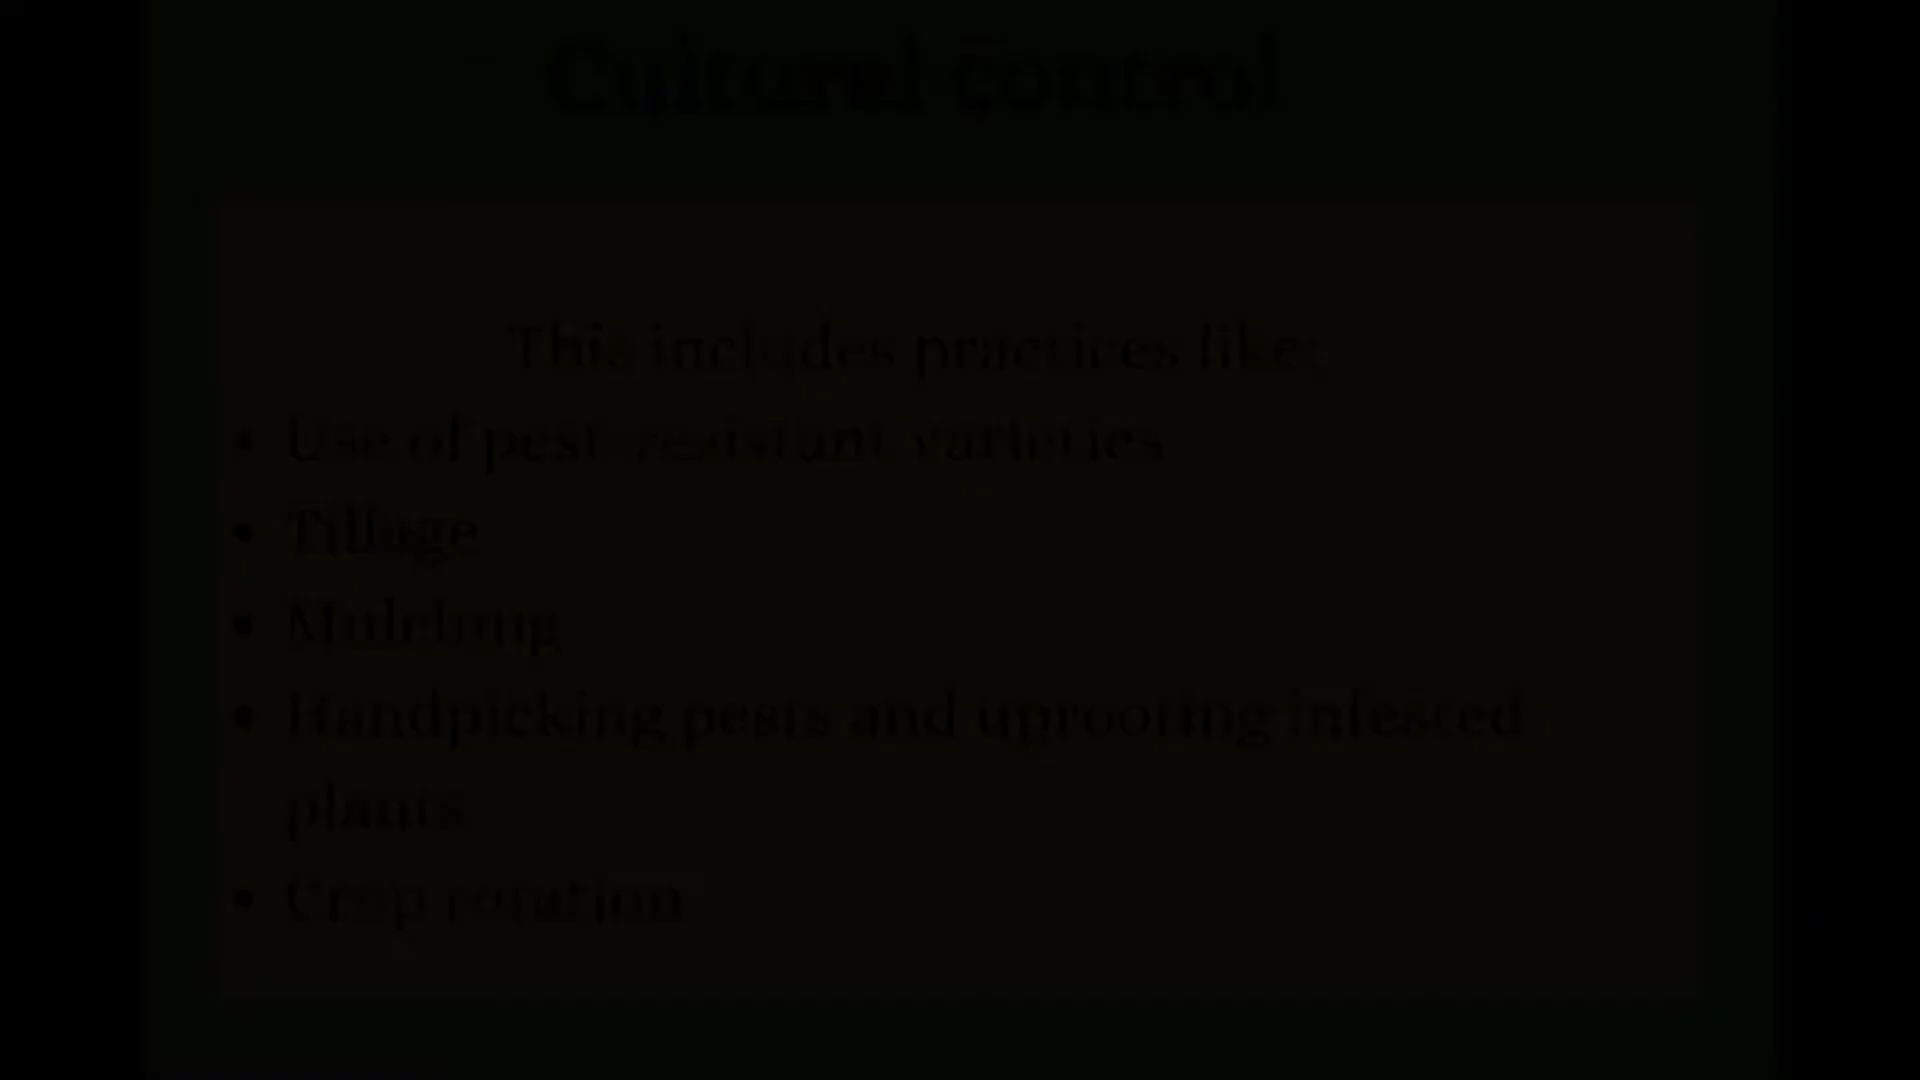 Cultural control
This includes practices like:
• Use of pest-resistant varieties
• Tillage
• Mulching
• Handpicking pests and uprooting infested
plants
• Crop rotation